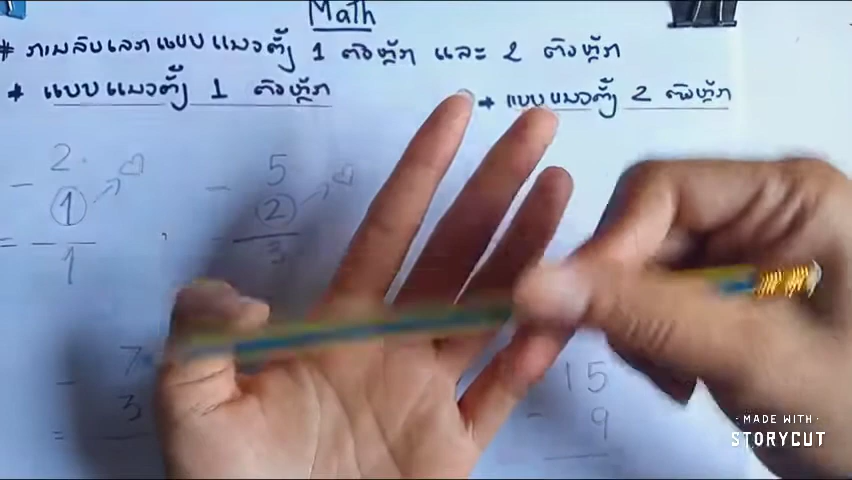 Math
* ການລົບເລກແບບແນວຕັ້ງ 1 ຕົວຫຼັກ ແລະ 2 ຕົວຫຼັກ
* ແບບແນວຕັ້ງ 1 ຕົວຫຼັກ
* ແບບແນວຕັ້ງ 2 ຕົວຫຼັກ
- 2
1
= 1
- 5
2
3
- 7
3
=
15
- 9
MADE WITH
STORYCUT